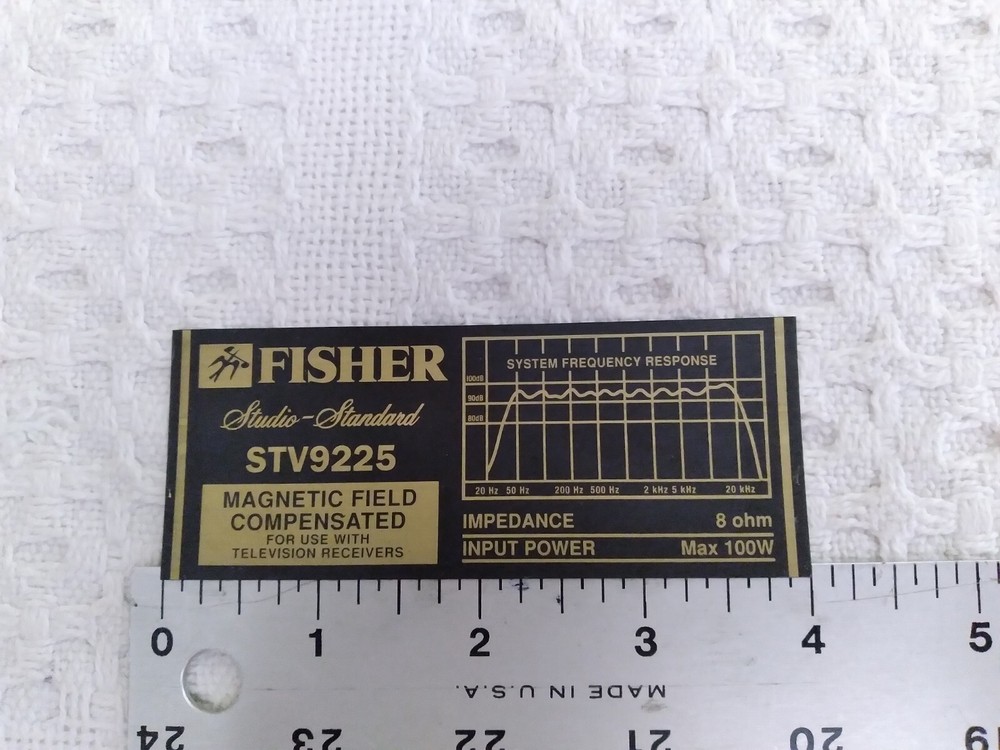 FISHER
Studio-Standard
STV9225
MAGNETIC FIELD
COMPENSATED
FOR USE WITH
TELEVISION RECEIVERS
SYSTEM FREQUENCY RESPONSE
100dB
90dB
80dB
20 Hz 50 Hz 200 Hz 500 Hz 2 kHz 5 kHz 20 kHz
IMPEDANCE 8 ohm
INPUT POWER Max 100W
0 1 2 3 4 5
MADE IN U.S.A.
24 23 22 21 20 19